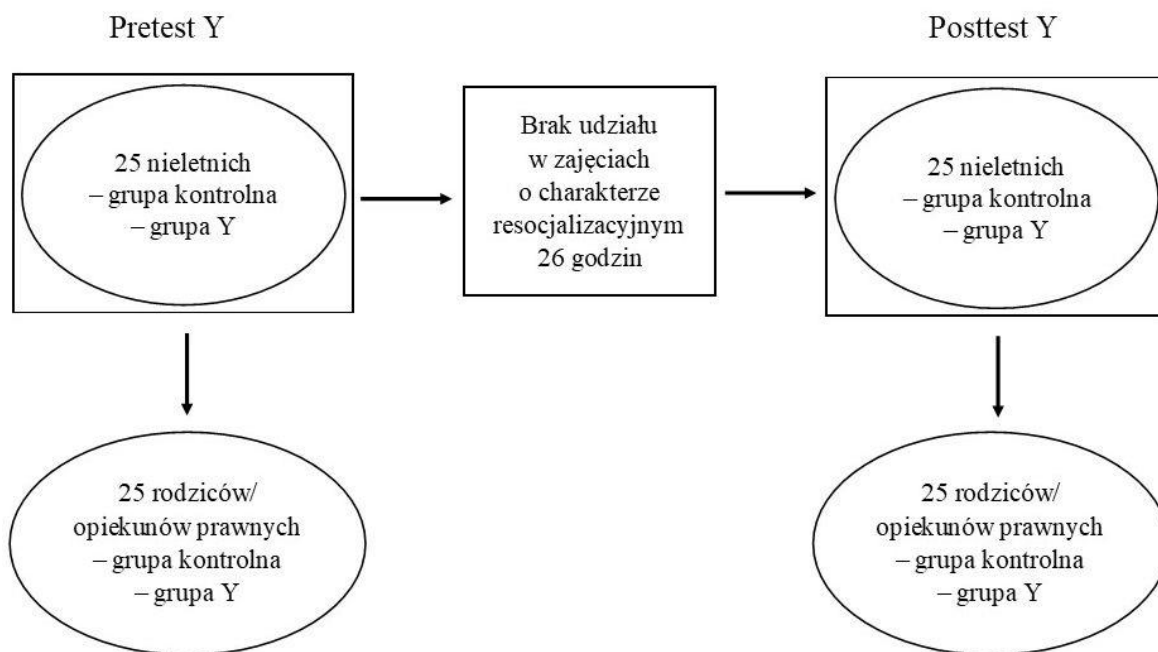 Pretest Y
Posttest Y
25 nieletnich
– grupa kontrolna
– grupa Y
Brak udziału
w zajęciach
o charakterze
resocjalizacyjnym
26 godzin
25 nieletnich
– grupa kontrolna
– grupa Y
25 rodziców/
opiekunów prawnych
– grupa kontrolna
– grupa Y
25 rodziców/
opiekunów prawnych
– grupa kontrolna
– grupa Y